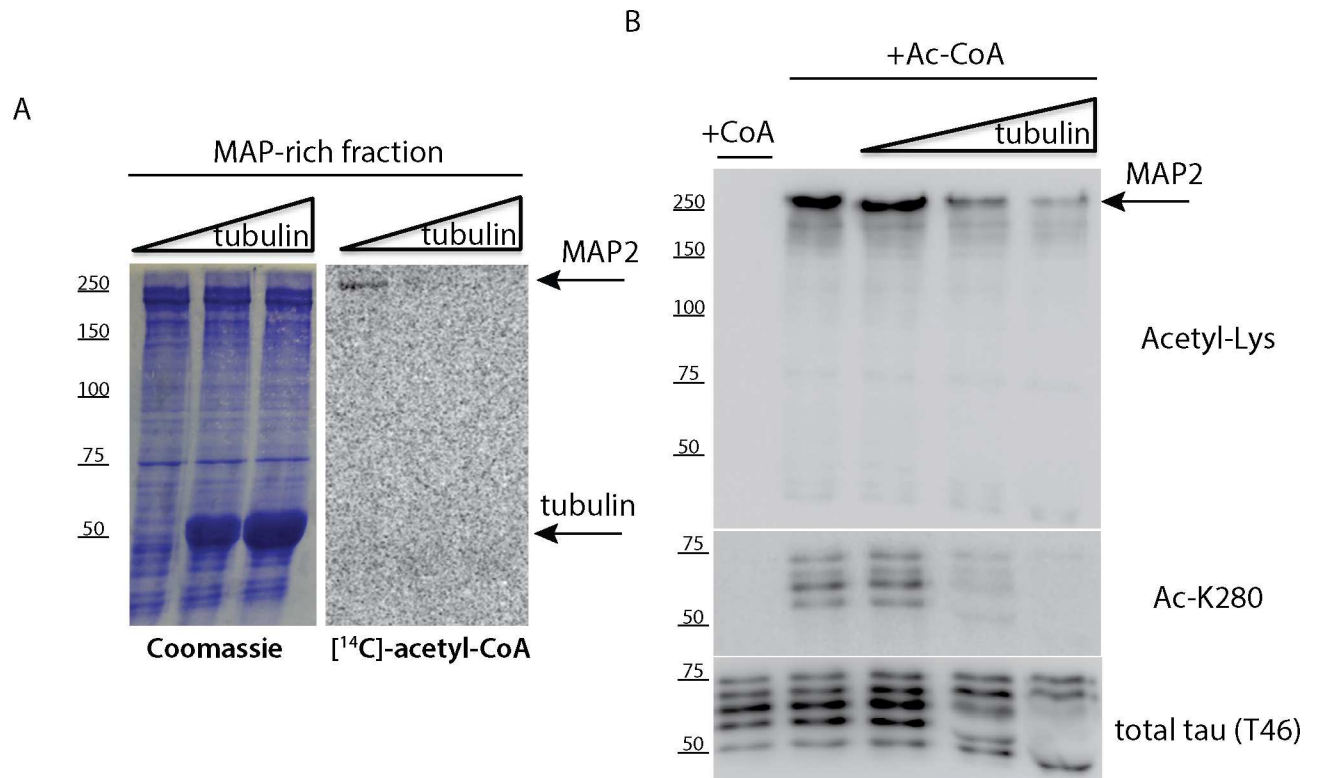 A
MAP-rich fraction
tubulin
tubulin
MAP2
250
150
100
75
50
tubulin
Coomassie
[¹⁴C]-acetyl-CoA
B
+Ac-CoA
+CoA
tubulin
MAP2
250
150
100
75
50
Acetyl-Lys
75
50
Ac-K280
75
50
total tau (T46)